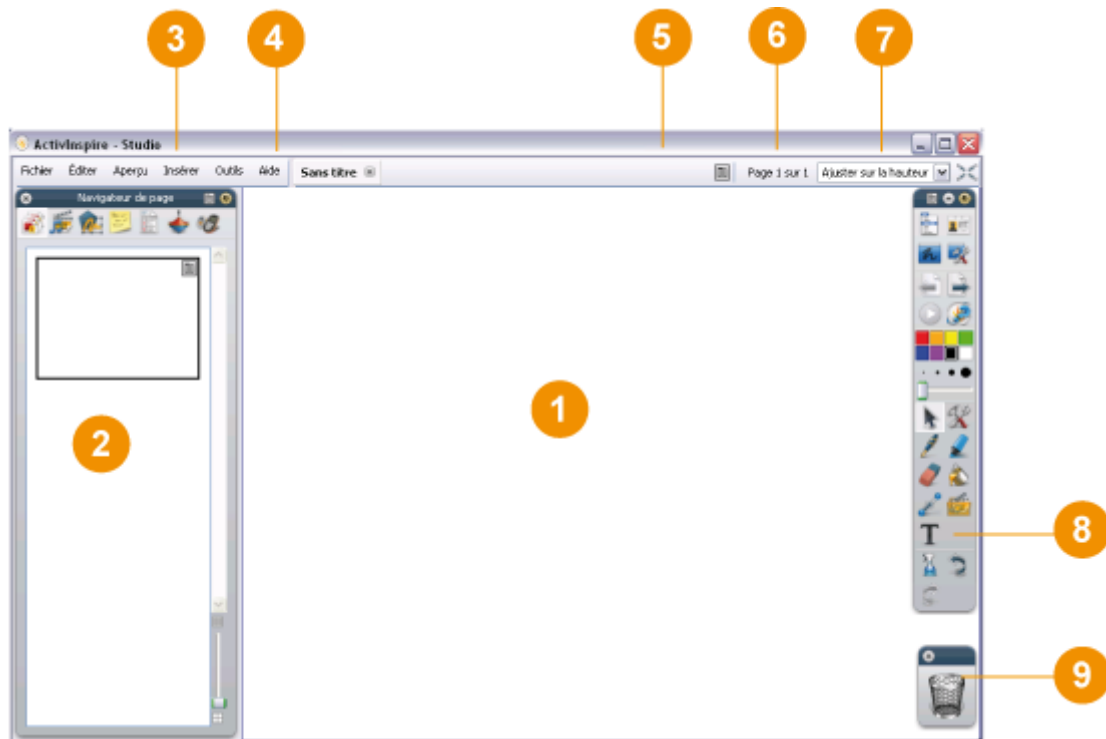 3 4 5 6 7
ActivInspire - Studio
Fichier Éditer Aperçu Insérer Outils Aide Sans titre Page 1 sur 1 Ajuster sur la hauteur
Navigateur de page
1
2
T
8
9